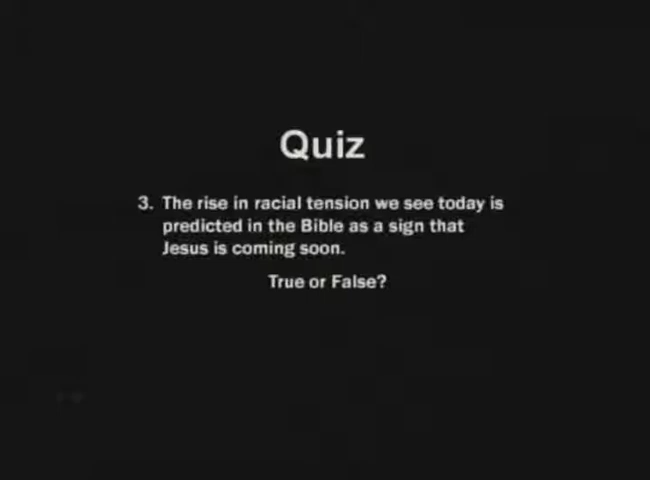 Quiz
3. The rise in racial tension we see today is
predicted in the Bible as a sign that
Jesus is coming soon.
True or False?